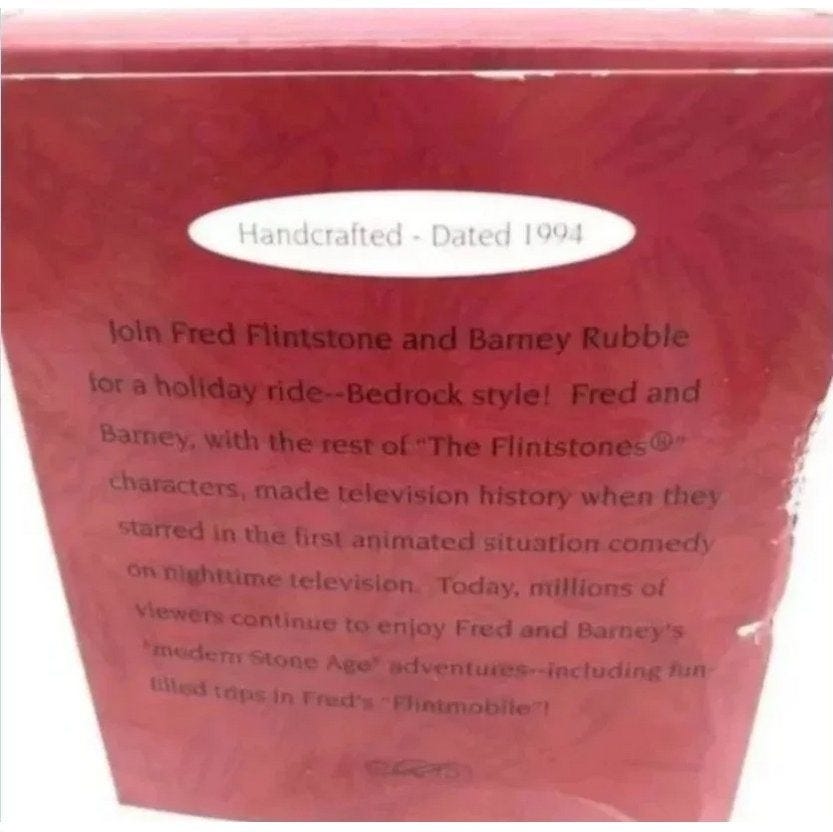 Handcrafted - Dated 1994
Join Fred Flintstone and Barney Rubble
for a holiday ride--Bedrock style! Fred and
Barney, with the rest of "The Flintstones®"
characters, made television history when they
starred in the first animated situation comedy
on nighttime television. Today, millions of
viewers continue to enjoy Fred and Barney's
"modern Stone Age" adventures--including fun-
filled trips in Fred's "Flintmobile"!